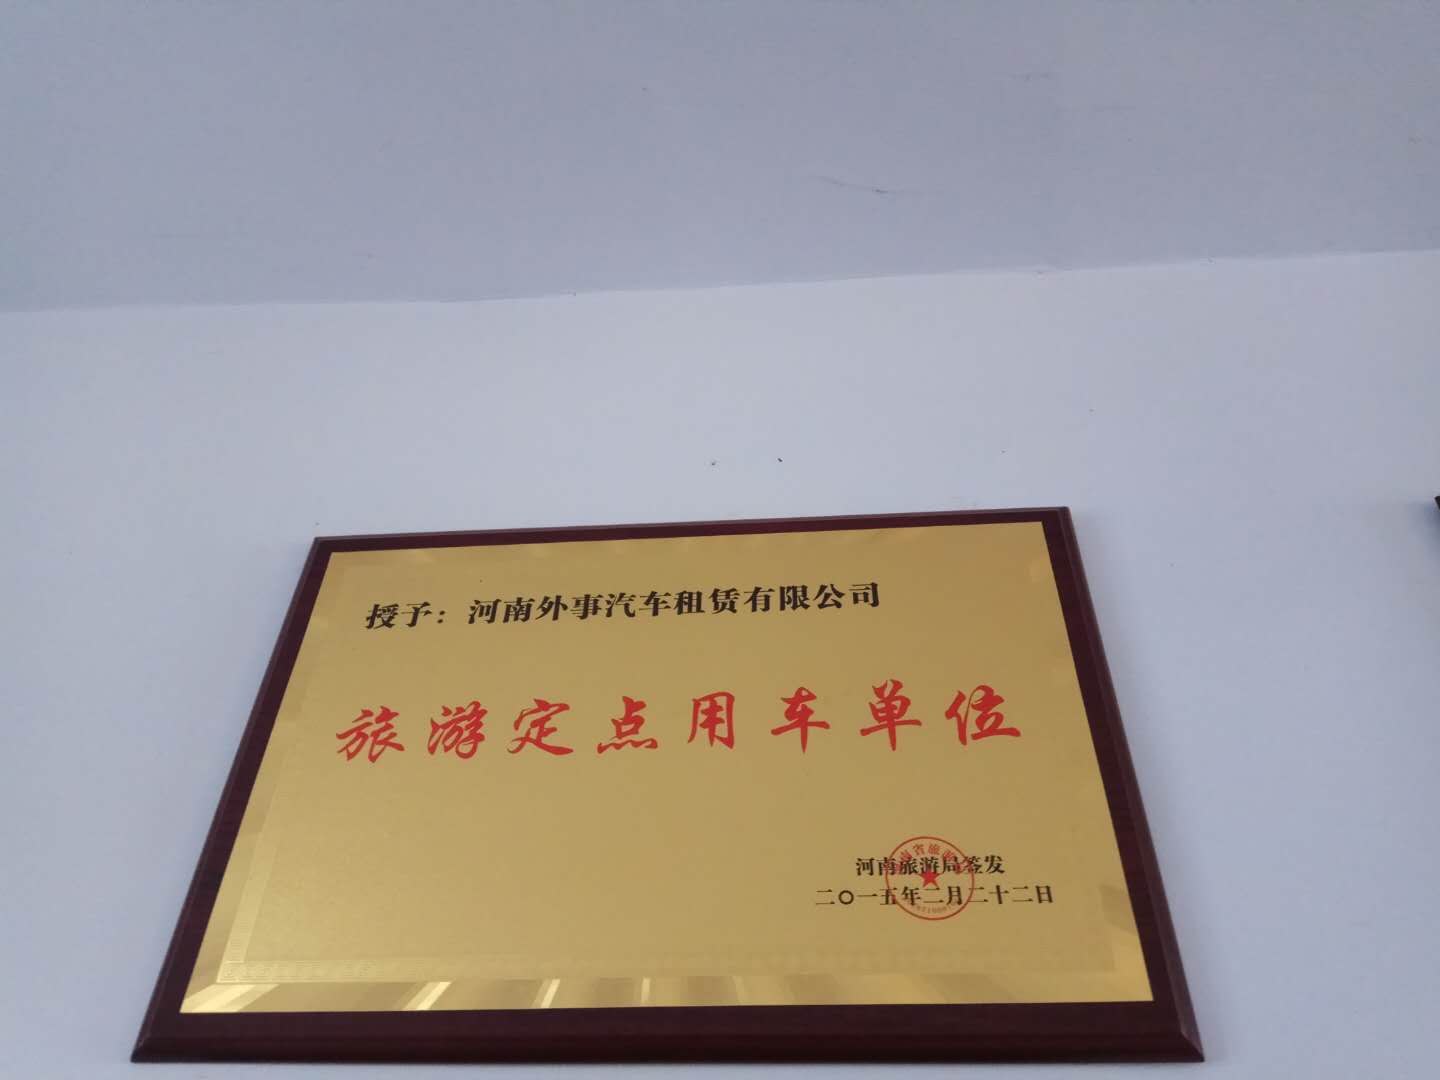 授予：河南外事汽车租赁有限公司
旅游定点用车单位
河南旅游局签发
二〇一五年二月二十二日